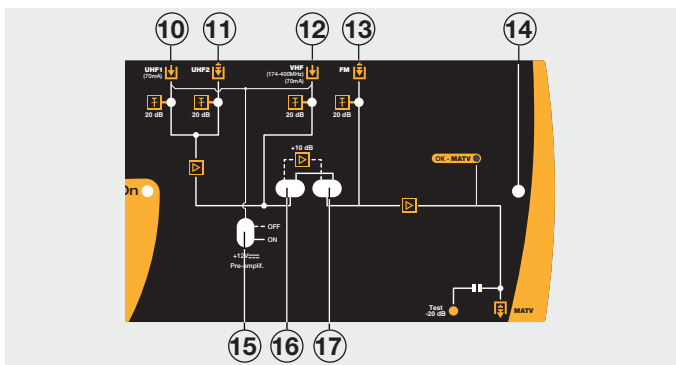 10 11 12 13 14
UHF1
(70mA)
UHF2
VHF
(174-400MHz)
(70mA)
FM
20 dB 20 dB 20 dB 20 dB
+10 dB
OK - MATV
On
OFF
ON
+12V
Pre-amplif.
Test
-20 dB
MATV
15 16 17